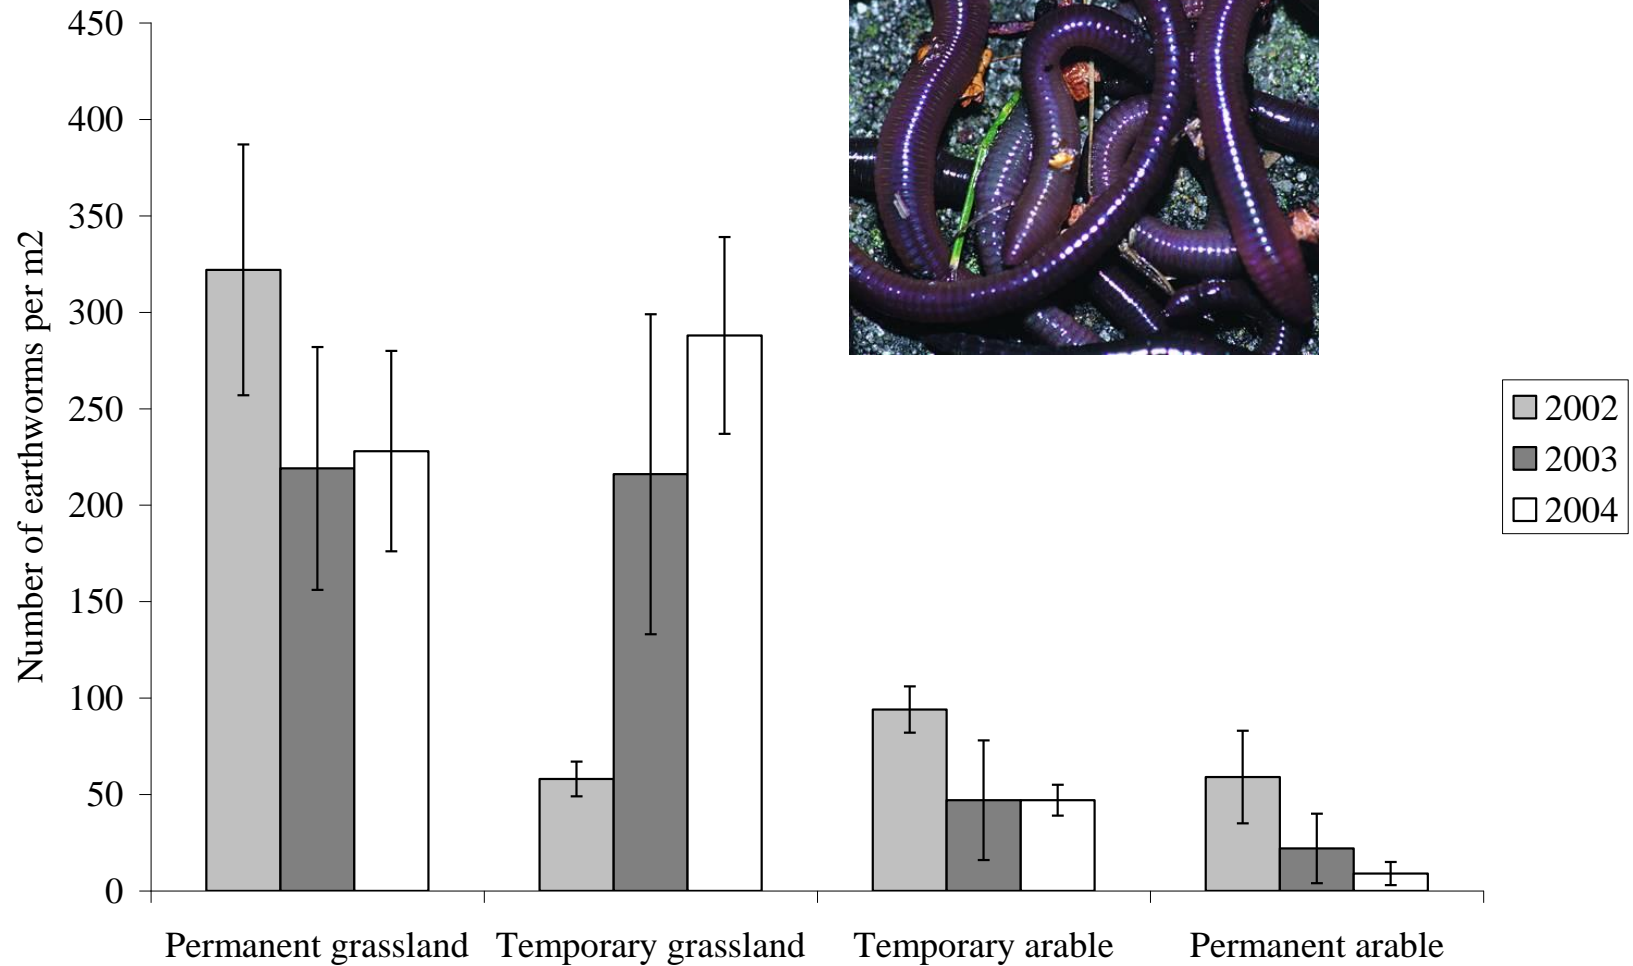 450
400
350
300
250
200
150
100
50
0
Number of earthworms per m2
Permanent grassland
Temporary grassland
Temporary arable
Permanent arable
2002
2003
2004